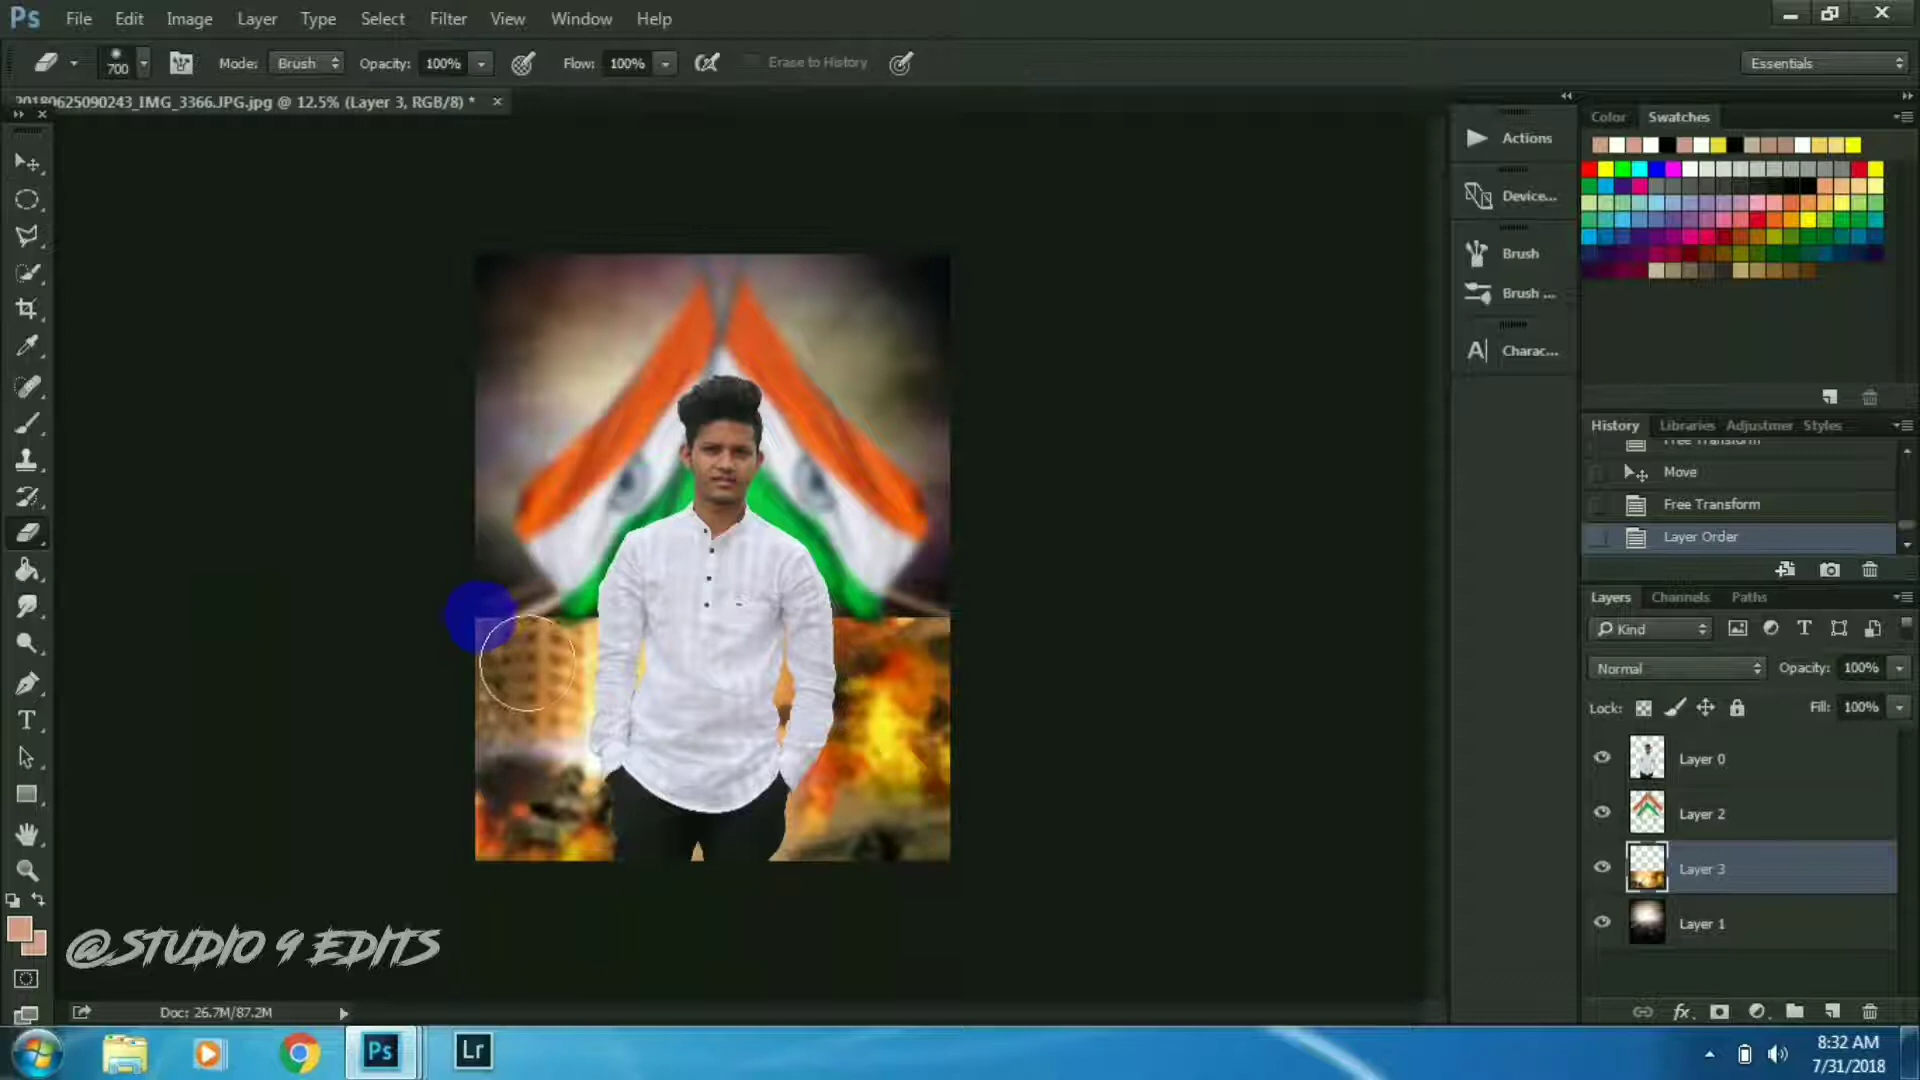 Ps File Edit Image Layer Type Select Filter View Window Help
700 Mode: Brush Opacity: 100% Flow: 100% Erase to History Essentials
20180625090243_IMG_3366.JPG.jpg @ 12.5% (Layer 3, RGB/8) *
Color Swatches
Actions
Device...
Brush
Brush ...
A Charac...
History Libraries Adjustmer Styles
Free Transform
Move
Free Transform
Layer Order
Layers Channels Paths
Kind
Normal Opacity: 100%
Lock: Fill: 100%
Layer 0
Layer 2
Layer 3
Layer 1
@STUDIO 9 EDITS
Doc: 26.7M/87.2M
Ps Lr
8:32 AM
7/31/2018